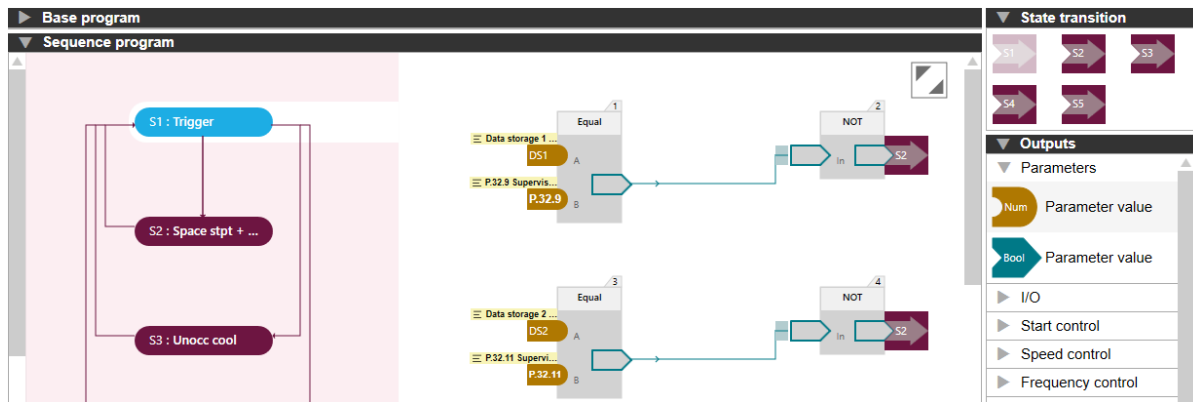 Base program
Sequence program
S1 : Trigger
S2 : Space stpt + ...
S3 : Unocc cool
1
Equal
Data storage 1 ...
DS1
A
P.32.9 Supervis...
P.32.9
B
2
NOT
In
S2
3
Equal
Data storage 2 ...
DS2
A
P.32.11 Supervi...
P.32.11
B
4
NOT
In
S2
State transition
S1
S2
S3
S4
S5
Outputs
Parameters
Num
Parameter value
Bool
Parameter value
I/O
Start control
Speed control
Frequency control